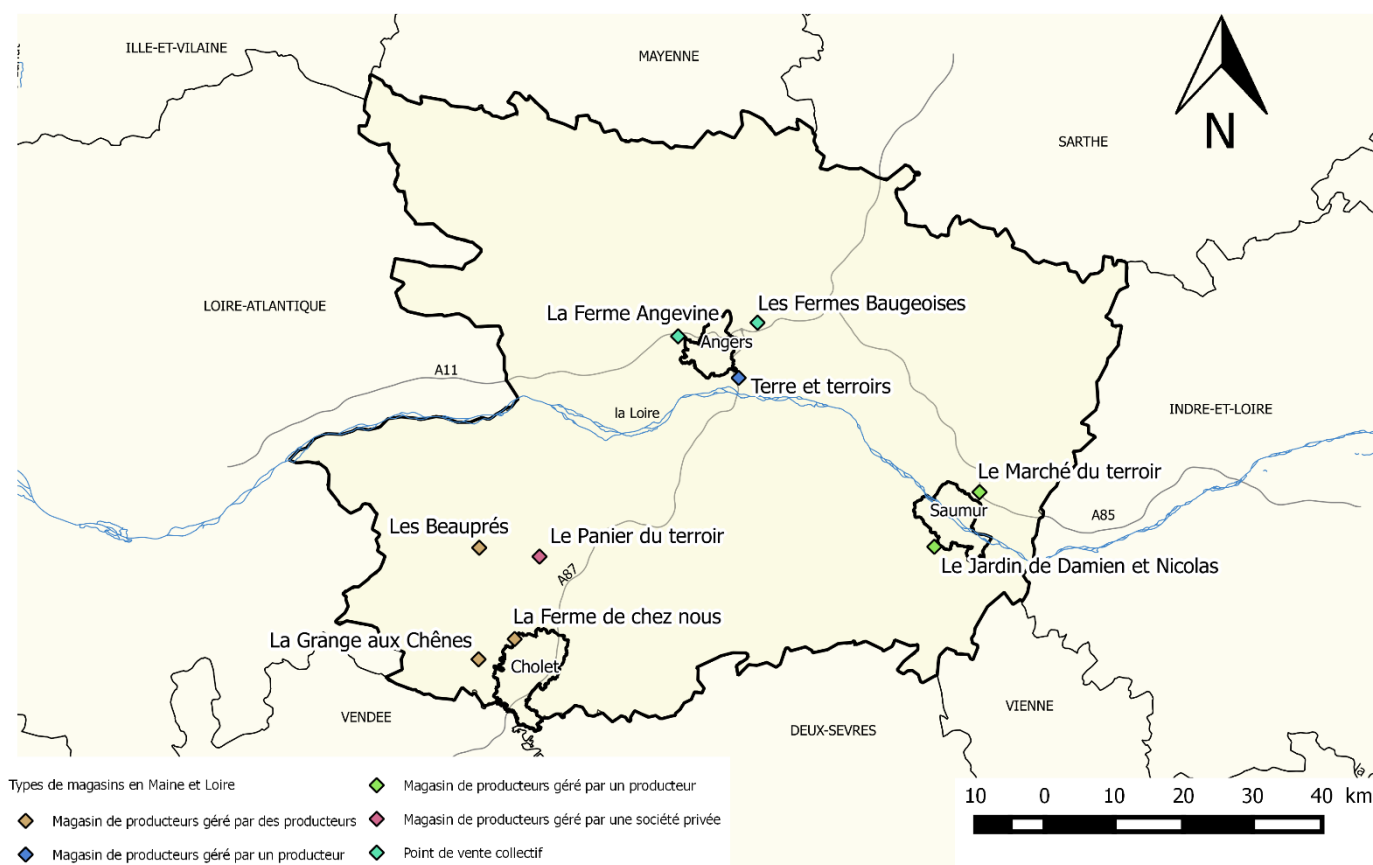 ILLE-ET-VILAINE
MAYENNE
N
SARTHE
LOIRE-ATLANTIQUE
La Ferme Angevine
Les Fermes Baugeoises
Angers
A11
Terre et terroirs
la Loire
INDRE-ET-LOIRE
Le Marché du terroir
Saumur
A85
Les Beauprés
Le Panier du terroir
Le Jardin de Damien et Nicolas
A87
La Ferme de chez nous
La Grange aux Chênes
Cholet
VENDEE
DEUX-SEVRES
VIENNE
Types de magasins en Maine et Loire
Magasin de producteurs géré par des producteurs
Magasin de producteurs géré par un producteur
Magasin de producteurs géré par un producteur
Magasin de producteurs géré par une société privée
Point de vente collectif
10 0 10 20 30 40 km